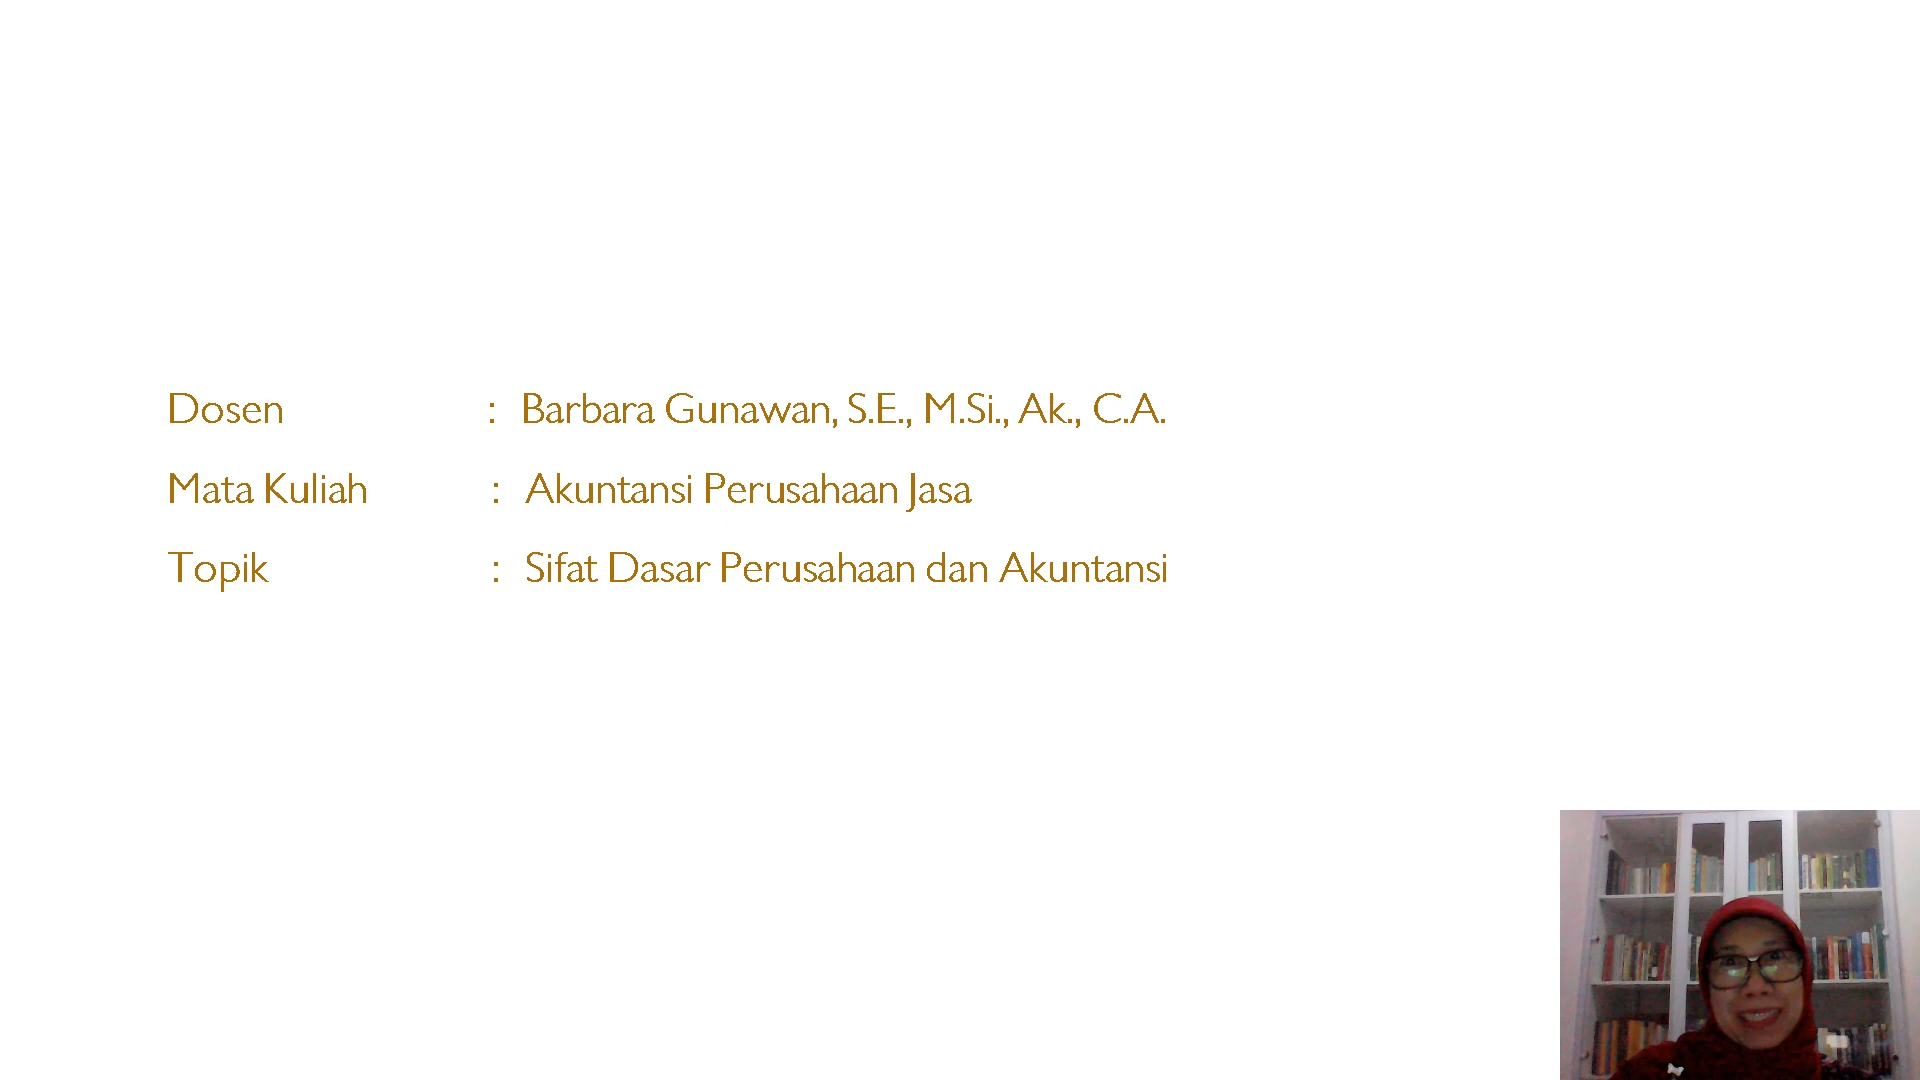 Dosen : Barbara Gunawan, S.E., M.Si., Ak., C.A.
Mata Kuliah : Akuntansi Perusahaan Jasa
Topik : Sifat Dasar Perusahaan dan Akuntansi